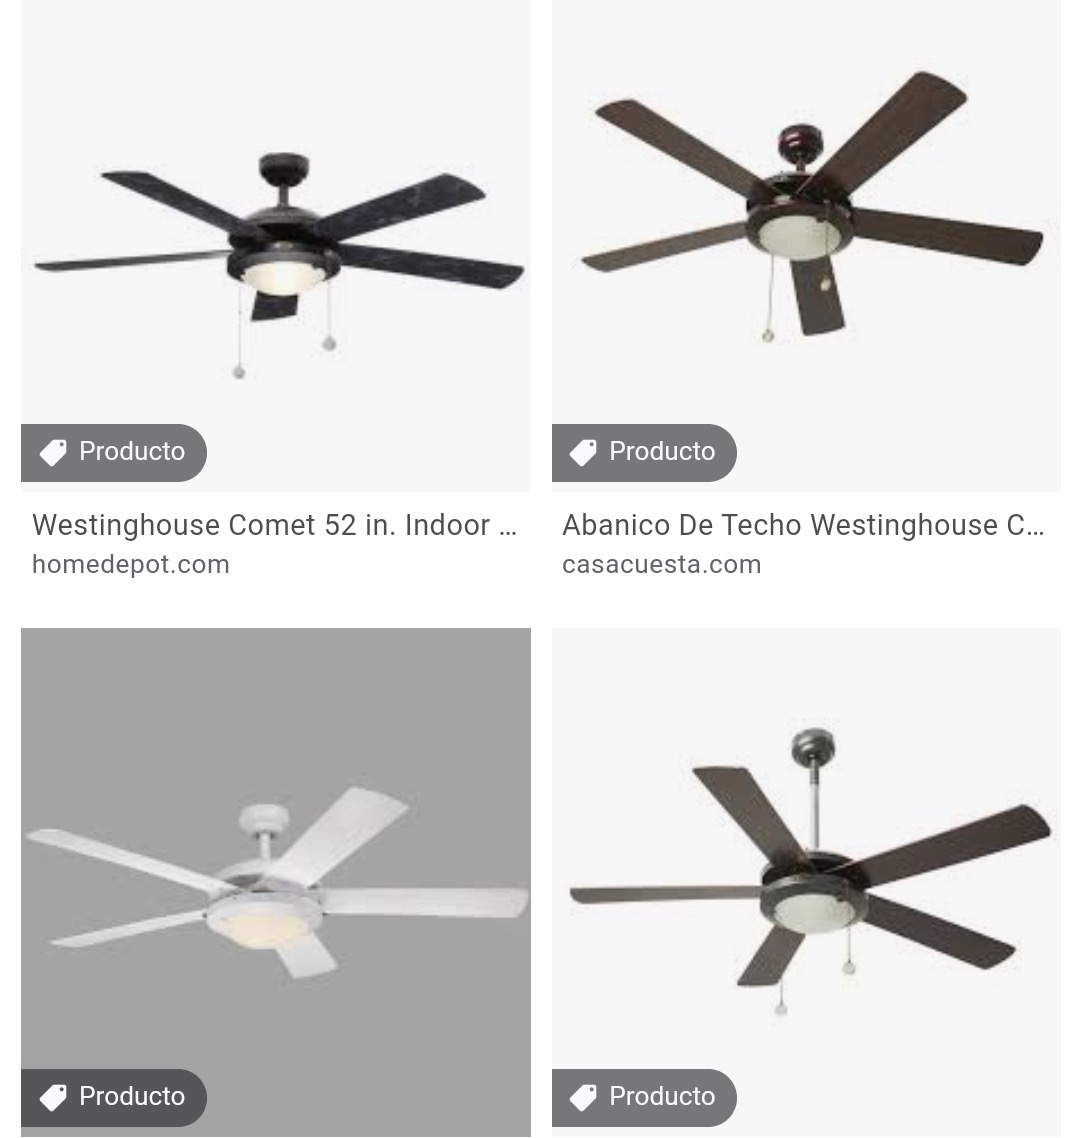 Producto
Producto
Westinghouse Comet 52 in. Indoor ...
homedepot.com
Abanico De Techo Westinghouse C...
casacuesta.com
Producto
Producto